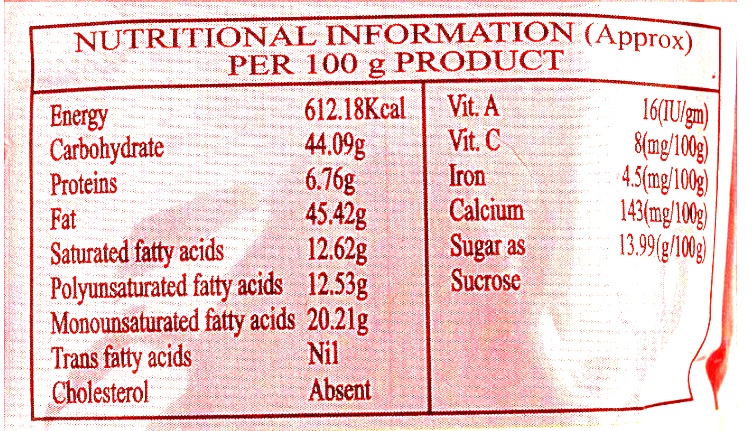 NUTRITIONAL INFORMATION (Approx)
PER 100 g PRODUCT
Energy 612.18Kcal
Carbohydrate 44.09g
Proteins 6.76g
Fat 45.42g
Saturated fatty acids 12.62g
Polyunsaturated fatty acids 12.53g
Monounsaturated fatty acids 20.21g
Trans fatty acids Nil
Cholesterol Absent
Vit. A 16(IU/gm)
Vit. C 8(mg/100g)
Iron 4.5(mg/100g)
Calcium 143(mg/100g)
Sugar as 13.99(g/100g)
Sucrose